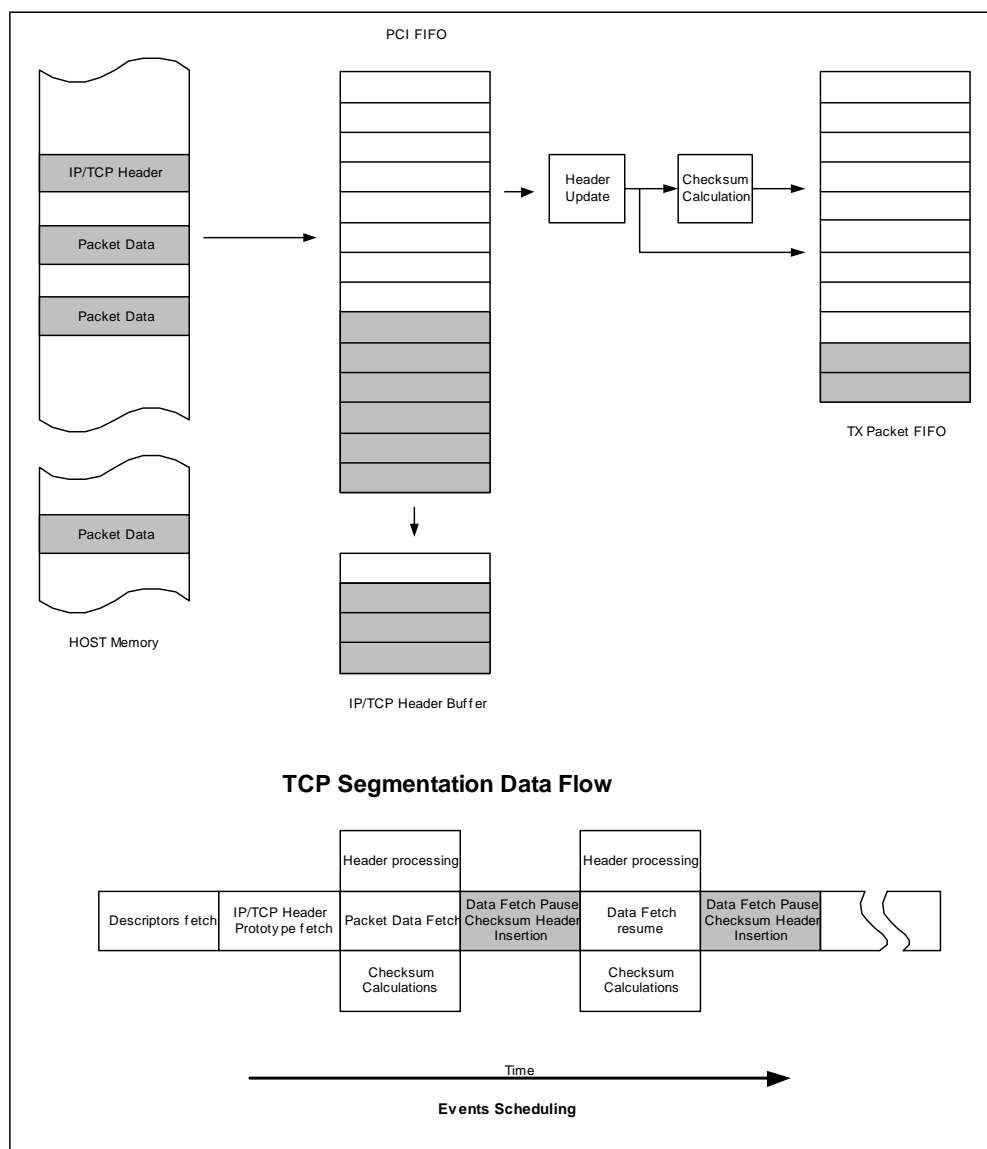 PCI FIFO
IP/TCP Header
Packet Data
Packet Data
Header
Update
Checksum
Calculation
TX Packet FIFO
Packet Data
HOST Memory
IP/TCP Header Buffer
TCP Segmentation Data Flow
Header processing
Header processing
Descriptors fetch
IP/TCP Header
Prototype fetch
Packet Data Fetch
Data Fetch Pause
Checksum Header
Insertion
Data Fetch
resume
Data Fetch Pause
Checksum Header
Insertion
Checksum
Calculations
Checksum
Calculations
Time
Events Scheduling